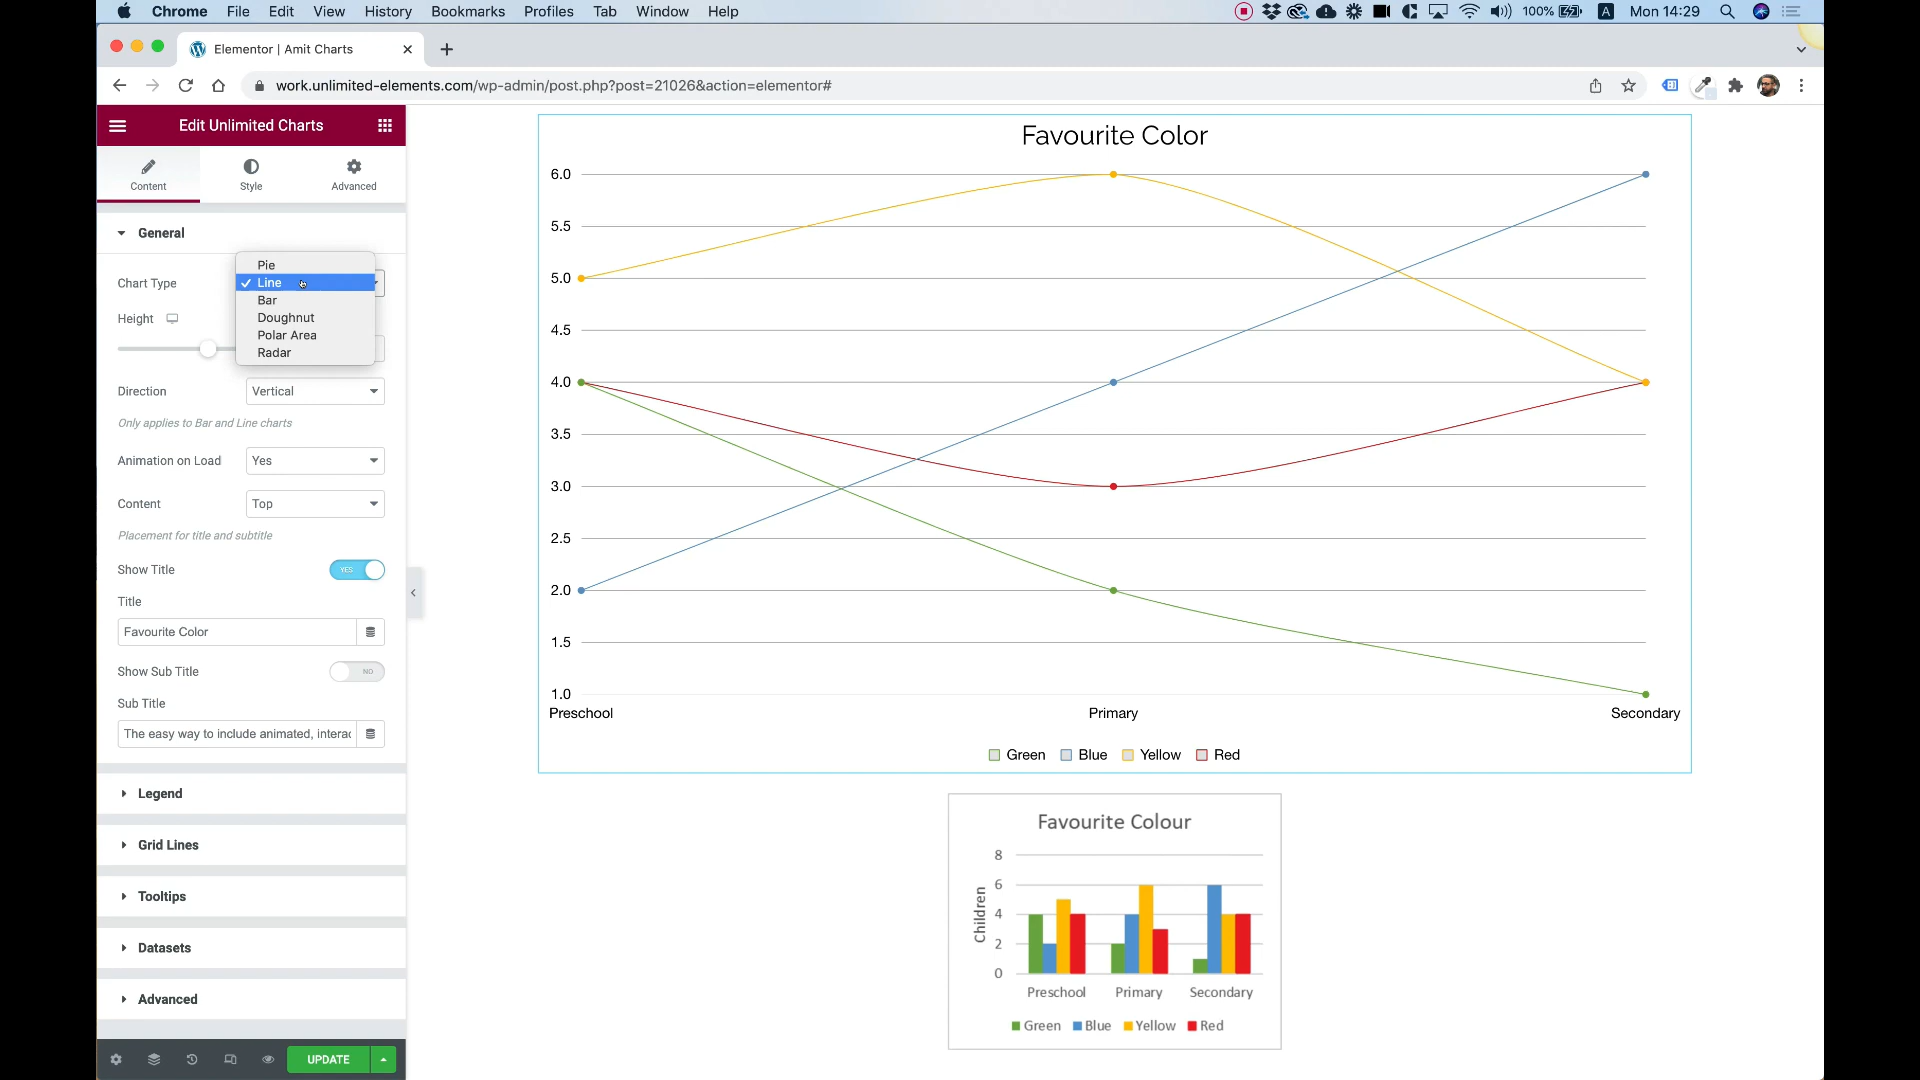 Chrome File Edit View History Bookmarks Profiles Tab Window Help 100% A Mon 14:29
Elementor | Amit Charts
work.unlimited-elements.com/wp-admin/post.php?post=21026&action=elementor#
Edit Unlimited Charts
Content Style Advanced
General
Chart Type
Pie
Line
Bar
Doughnut
Polar Area
Radar
Height
Direction Vertical
Only applies to Bar and Line charts
Animation on Load Yes
Content Top
Placement for title and subtitle
Show Title YES
Title
Favourite Color
Show Sub Title NO
Sub Title
The easy way to include animated, interac
Legend
Grid Lines
Tooltips
Datasets
Advanced
UPDATE
Favourite Color
6.0
5.5
5.0
4.5
4.0
3.5
3.0
2.5
2.0
1.5
1.0
Preschool Primary Secondary
Green Blue Yellow Red
Favourite Colour
Children
8
6
4
2
0
Preschool Primary Secondary
Green Blue Yellow Red